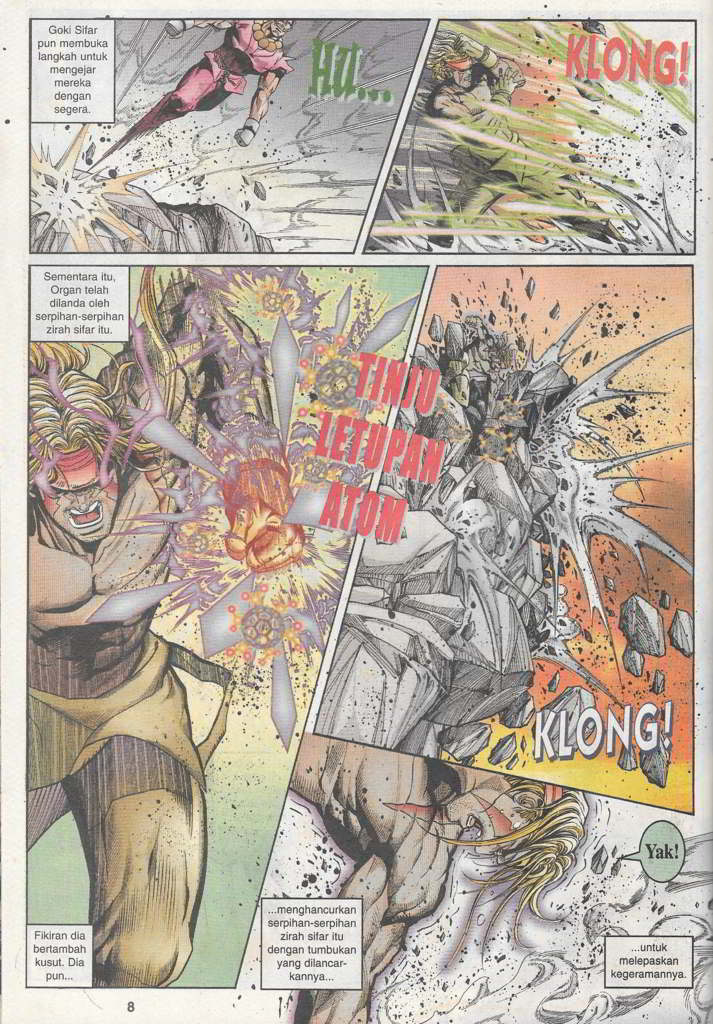 Goki Sifar
pun membuka
langkah untuk
mengejar
mereka
dengan
segera.
HU...
KLONG!
Sementara itu,
Organ telah
dilanda oleh
serpihan-serpihan
zirah sifar itu.
TINJU
LETUPAN
ATOM
KLONG!
Fikiran dia
bertambah
kusut. Dia
pun...
...menghancurkan
serpihan-serpihan
zirah sifar itu
dengan tumbukan
yang dilancar-
kannya...
Yak!
...untuk
melepaskan
kegeramannya.
8